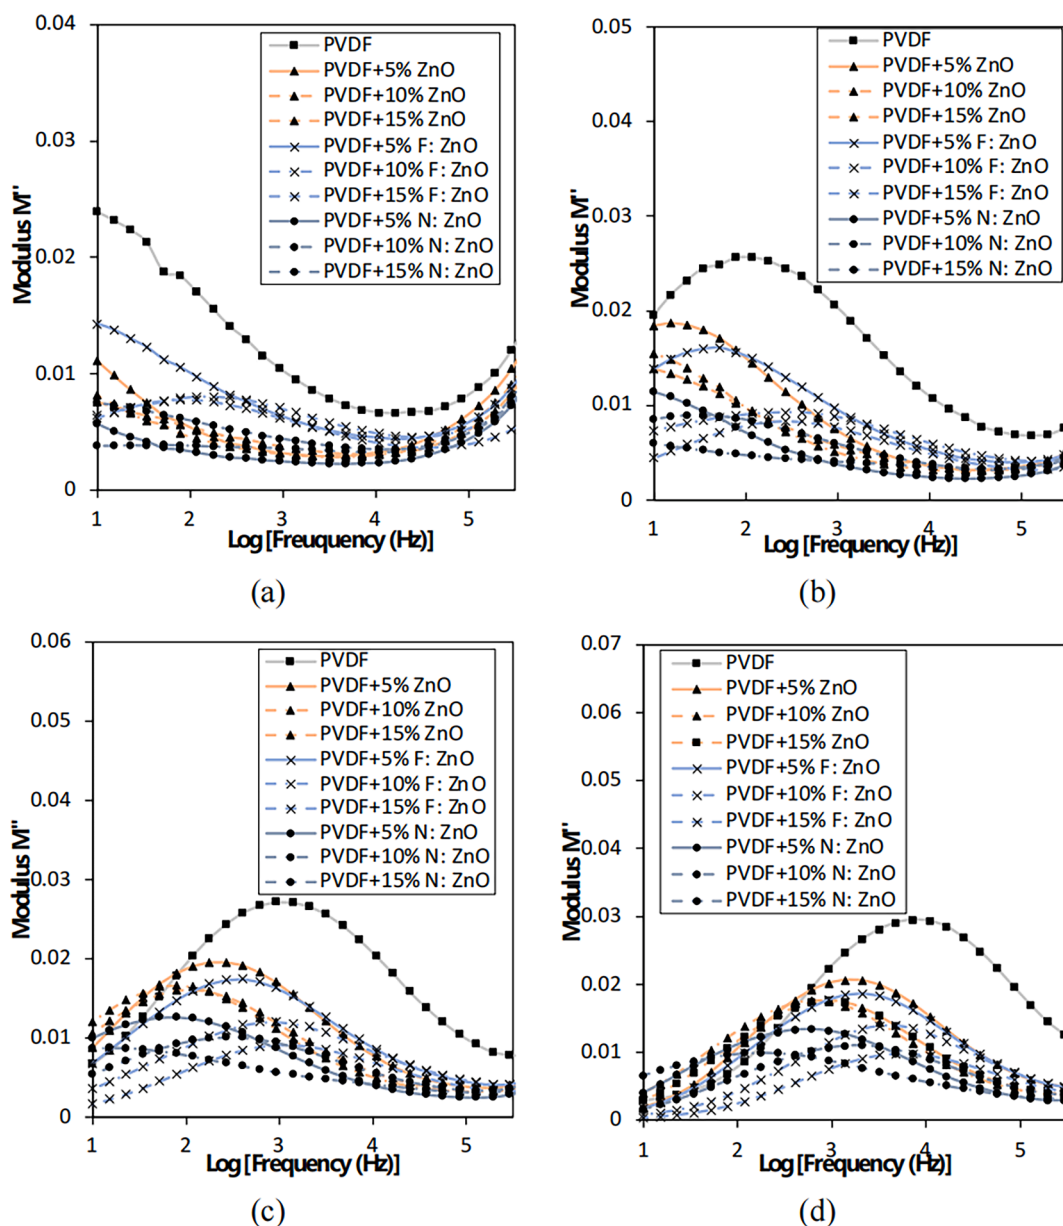 0.04
0.03
0.02
0.01
0
Modulus M"
PVDF
PVDF+5% ZnO
PVDF+10% ZnO
PVDF+15% ZnO
PVDF+5% F: ZnO
PVDF+10% F: ZnO
PVDF+15% F: ZnO
PVDF+5% N: ZnO
PVDF+10% N: ZnO
PVDF+15% N: ZnO
1 2 3 4 5
Log [Freuquency (Hz)]
(a)
0.05
0.04
0.03
0.02
0.01
0
Modulus M"
PVDF
PVDF+5% ZnO
PVDF+10% ZnO
PVDF+15% ZnO
PVDF+5% F: ZnO
PVDF+10% F: ZnO
PVDF+15% F: ZnO
PVDF+5% N: ZnO
PVDF+10% N: ZnO
PVDF+15% N: ZnO
1 2 3 4 5
Log [Frequency (Hz)]
(b)
0.06
0.05
0.04
0.03
0.02
0.01
0
Modulus M"
PVDF
PVDF+5% ZnO
PVDF+10% ZnO
PVDF+15% ZnO
PVDF+5% F: ZnO
PVDF+10% F: ZnO
PVDF+15% F: ZnO
PVDF+5% N: ZnO
PVDF+10% N: ZnO
PVDF+15% N: ZnO
1 2 3 4 5
Log [Frequency (Hz)]
(c)
0.07
0.06
0.05
0.04
0.03
0.02
0.01
0
Modulus M"
PVDF
PVDF+5% ZnO
PVDF+10% ZnO
PVDF+15% ZnO
PVDF+5% F: ZnO
PVDF+10% F: ZnO
PVDF+15% F: ZnO
PVDF+5% N: ZnO
PVDF+10% N: ZnO
PVDF+15% N: ZnO
1 2 3 4 5
Log [Frequency (Hz)]
(d)